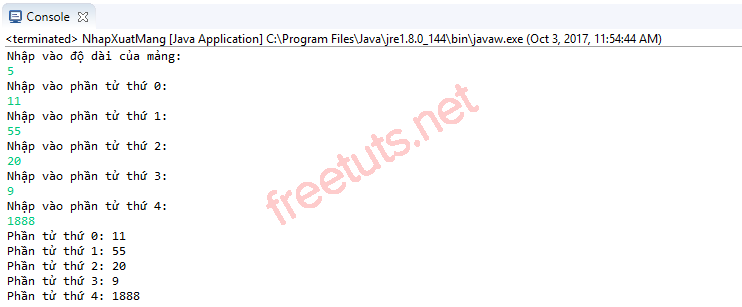 Console
<terminated> NhapXuatMang [Java Application] C:\Program Files\Java\jre1.8.0_144\bin\javaw.exe (Oct 3, 2017, 11:54:44 AM)
Nhập vào độ dài của mảng:
5
Nhập vào phần tử thứ 0:
11
Nhập vào phần tử thứ 1:
55
Nhập vào phần tử thứ 2:
20
Nhập vào phần tử thứ 3:
9
Nhập vào phần tử thứ 4:
1888
Phần tử thứ 0: 11
Phần tử thứ 1: 55
Phần tử thứ 2: 20
Phần tử thứ 3: 9
Phần tử thứ 4: 1888
freetuts.net